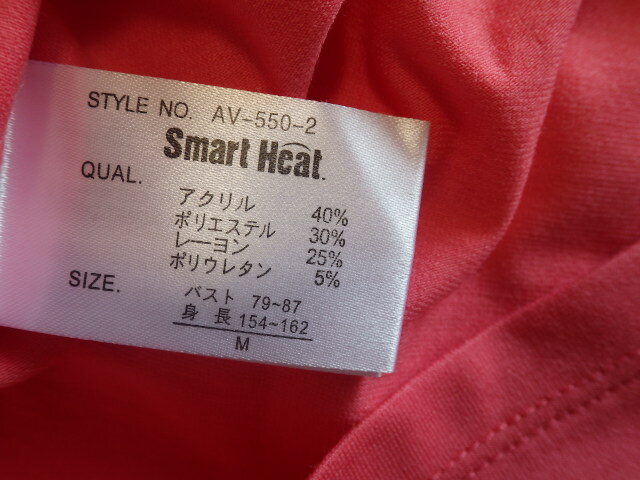 STYLE NO. AV-550-2
Smart Heat.
QUAL.
アクリル 40%
ポリエステル 30%
レーヨン 25%
ポリウレタン 5%
SIZE.
バスト 79~87
身長 154~162
M